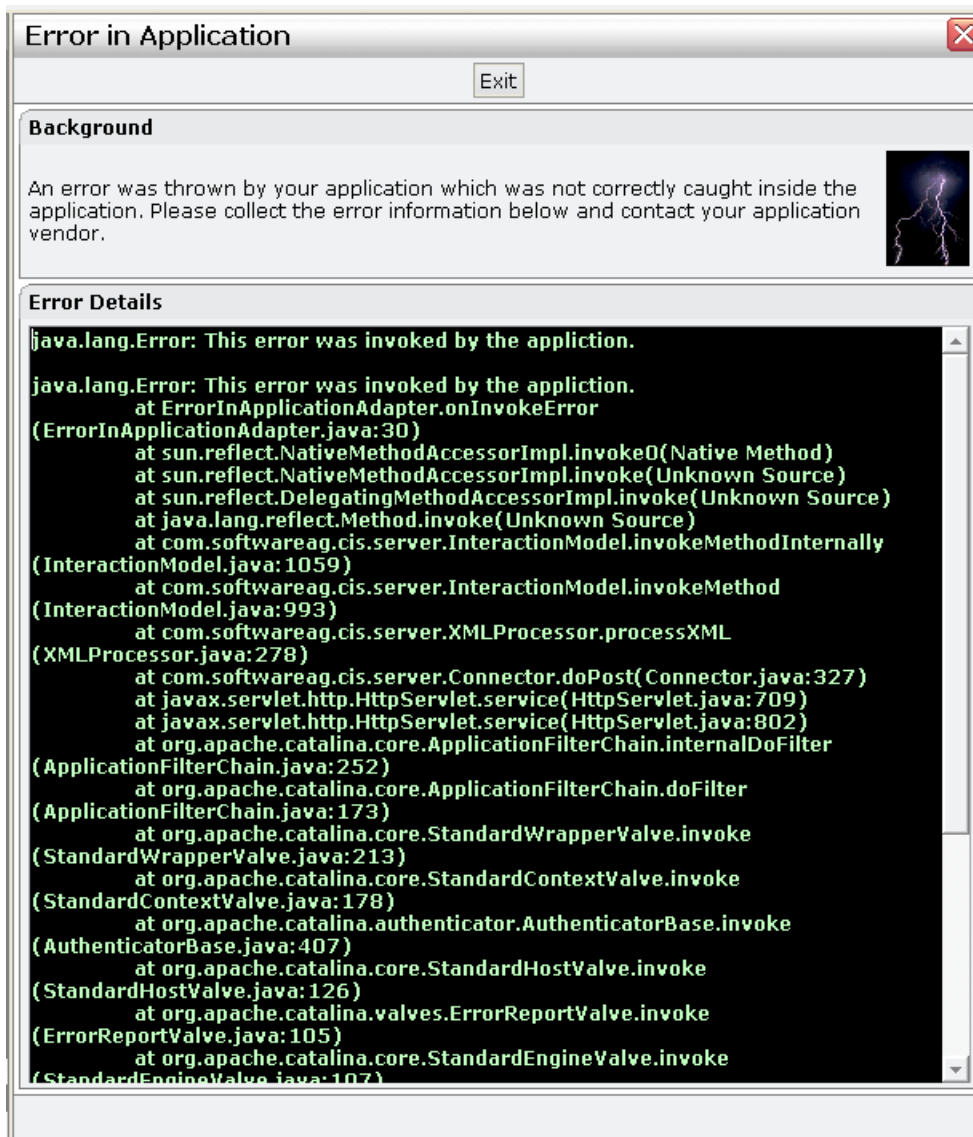 Error in Application
Exit
Background
An error was thrown by your application which was not correctly caught inside the
application. Please collect the error information below and contact your application
vendor.
Error Details
java.lang.Error: This error was invoked by the appliction.
java.lang.Error: This error was invoked by the appliction.
at ErrorInApplicationAdapter.onInvokeError
(ErrorInApplicationAdapter.java:30)
at sun.reflect.NativeMethodAccessorImpl.invoke0(Native Method)
at sun.reflect.NativeMethodAccessorImpl.invoke(Unknown Source)
at sun.reflect.DelegatingMethodAccessorImpl.invoke(Unknown Source)
at java.lang.reflect.Method.invoke(Unknown Source)
at com.softwareag.cis.server.InteractionModel.invokeMethodInternally
(InteractionModel.java:1059)
at com.softwareag.cis.server.InteractionModel.invokeMethod
(InteractionModel.java:993)
at com.softwareag.cis.server.XMLProcessor.processXML
(XMLProcessor.java:278)
at com.softwareag.cis.server.Connector.doPost(Connector.java:327)
at javax.servlet.http.HttpServlet.service(HttpServlet.java:709)
at javax.servlet.http.HttpServlet.service(HttpServlet.java:802)
at org.apache.catalina.core.ApplicationFilterChain.internalDoFilter
(ApplicationFilterChain.java:252)
at org.apache.catalina.core.ApplicationFilterChain.doFilter
(ApplicationFilterChain.java:173)
at org.apache.catalina.core.StandardWrapperValve.invoke
(StandardWrapperValve.java:213)
at org.apache.catalina.core.StandardContextValve.invoke
(StandardContextValve.java:178)
at org.apache.catalina.authenticator.AuthenticatorBase.invoke
(AuthenticatorBase.java:407)
at org.apache.catalina.core.StandardHostValve.invoke
(StandardHostValve.java:126)
at org.apache.catalina.valves.ErrorReportValve.invoke
(ErrorReportValve.java:105)
at org.apache.catalina.core.StandardEngineValve.invoke
(StandardEngineValve.java:107)